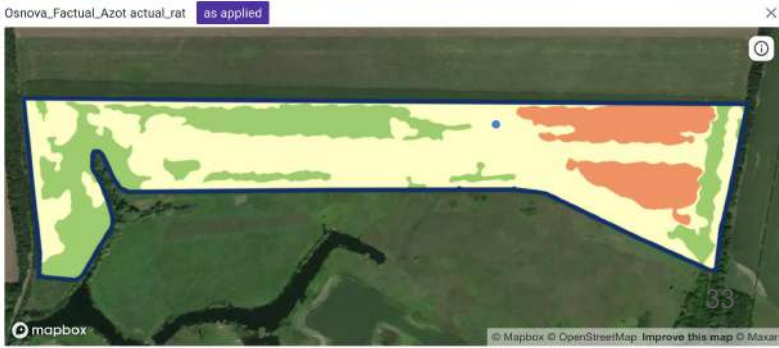 Osnova_Factual_Azot actual_rat as applied
33
mapbox
© Mapbox © OpenStreetMap Improve this map © Maxar